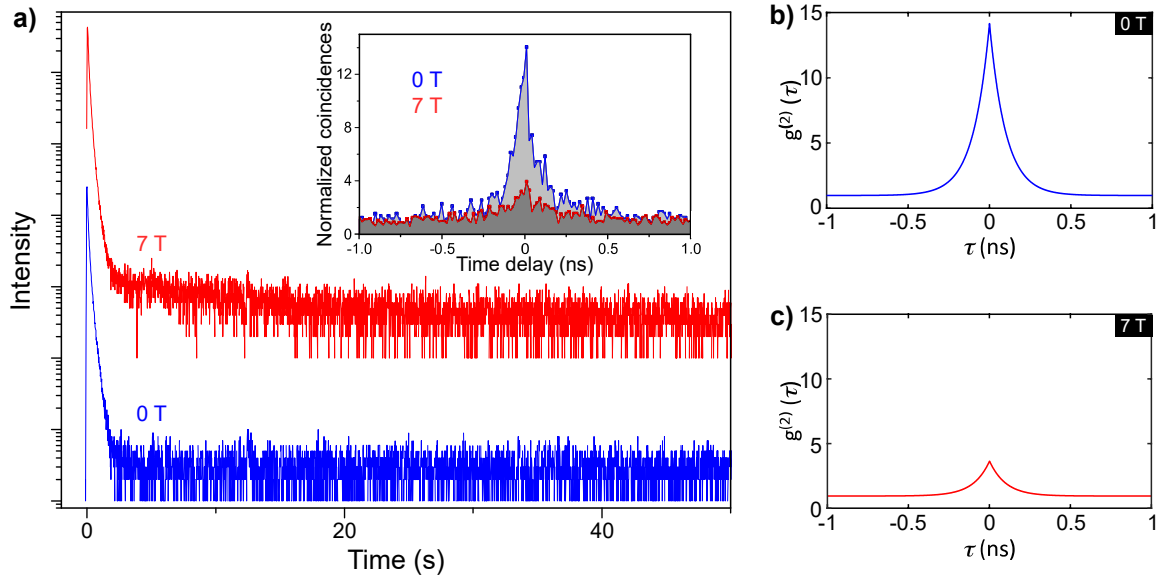 a)
Intensity
7 T
0 T
0
20
40
Time (s)
Normalized coincidences
12
8
4
0
0 T
7 T
-1.0
-0.5
0
0.5
1.0
Time delay (ns)
b)
0 T
g⁽²⁾ (τ)
15
10
5
0
-1
-0.5
0
0.5
1
τ (ns)
c)
7 T
g⁽²⁾ (τ)
15
10
5
0
-1
-0.5
0
0.5
1
τ (ns)